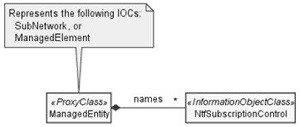 Represents the following IOCs:
SubNetwork, or
ManagedElement
«ProxyClass»
ManagedEntity
names *
«InformationObjectClass»
NtfSubscriptionControl